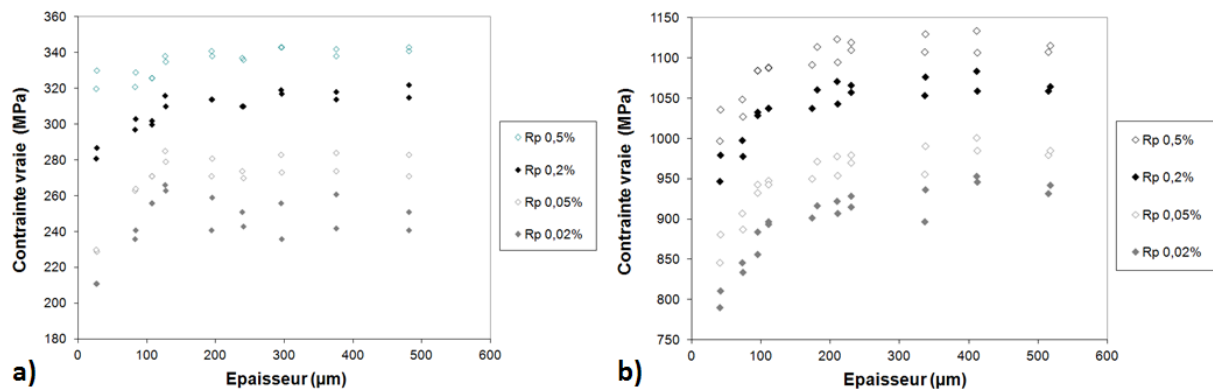 360
340
320
300
280
260
240
220
200
180
Contrainte vraie (MPa)
0
100
200
300
400
500
600
Epaisseur (µm)
Rp 0,5%
Rp 0,2%
Rp 0,05%
Rp 0,02%
a)
1150
1100
1050
1000
950
900
850
800
750
Contrainte vraie (MPa)
0
100
200
300
400
500
600
Epaisseur (µm)
Rp 0,5%
Rp 0,2%
Rp 0,05%
Rp 0,02%
b)